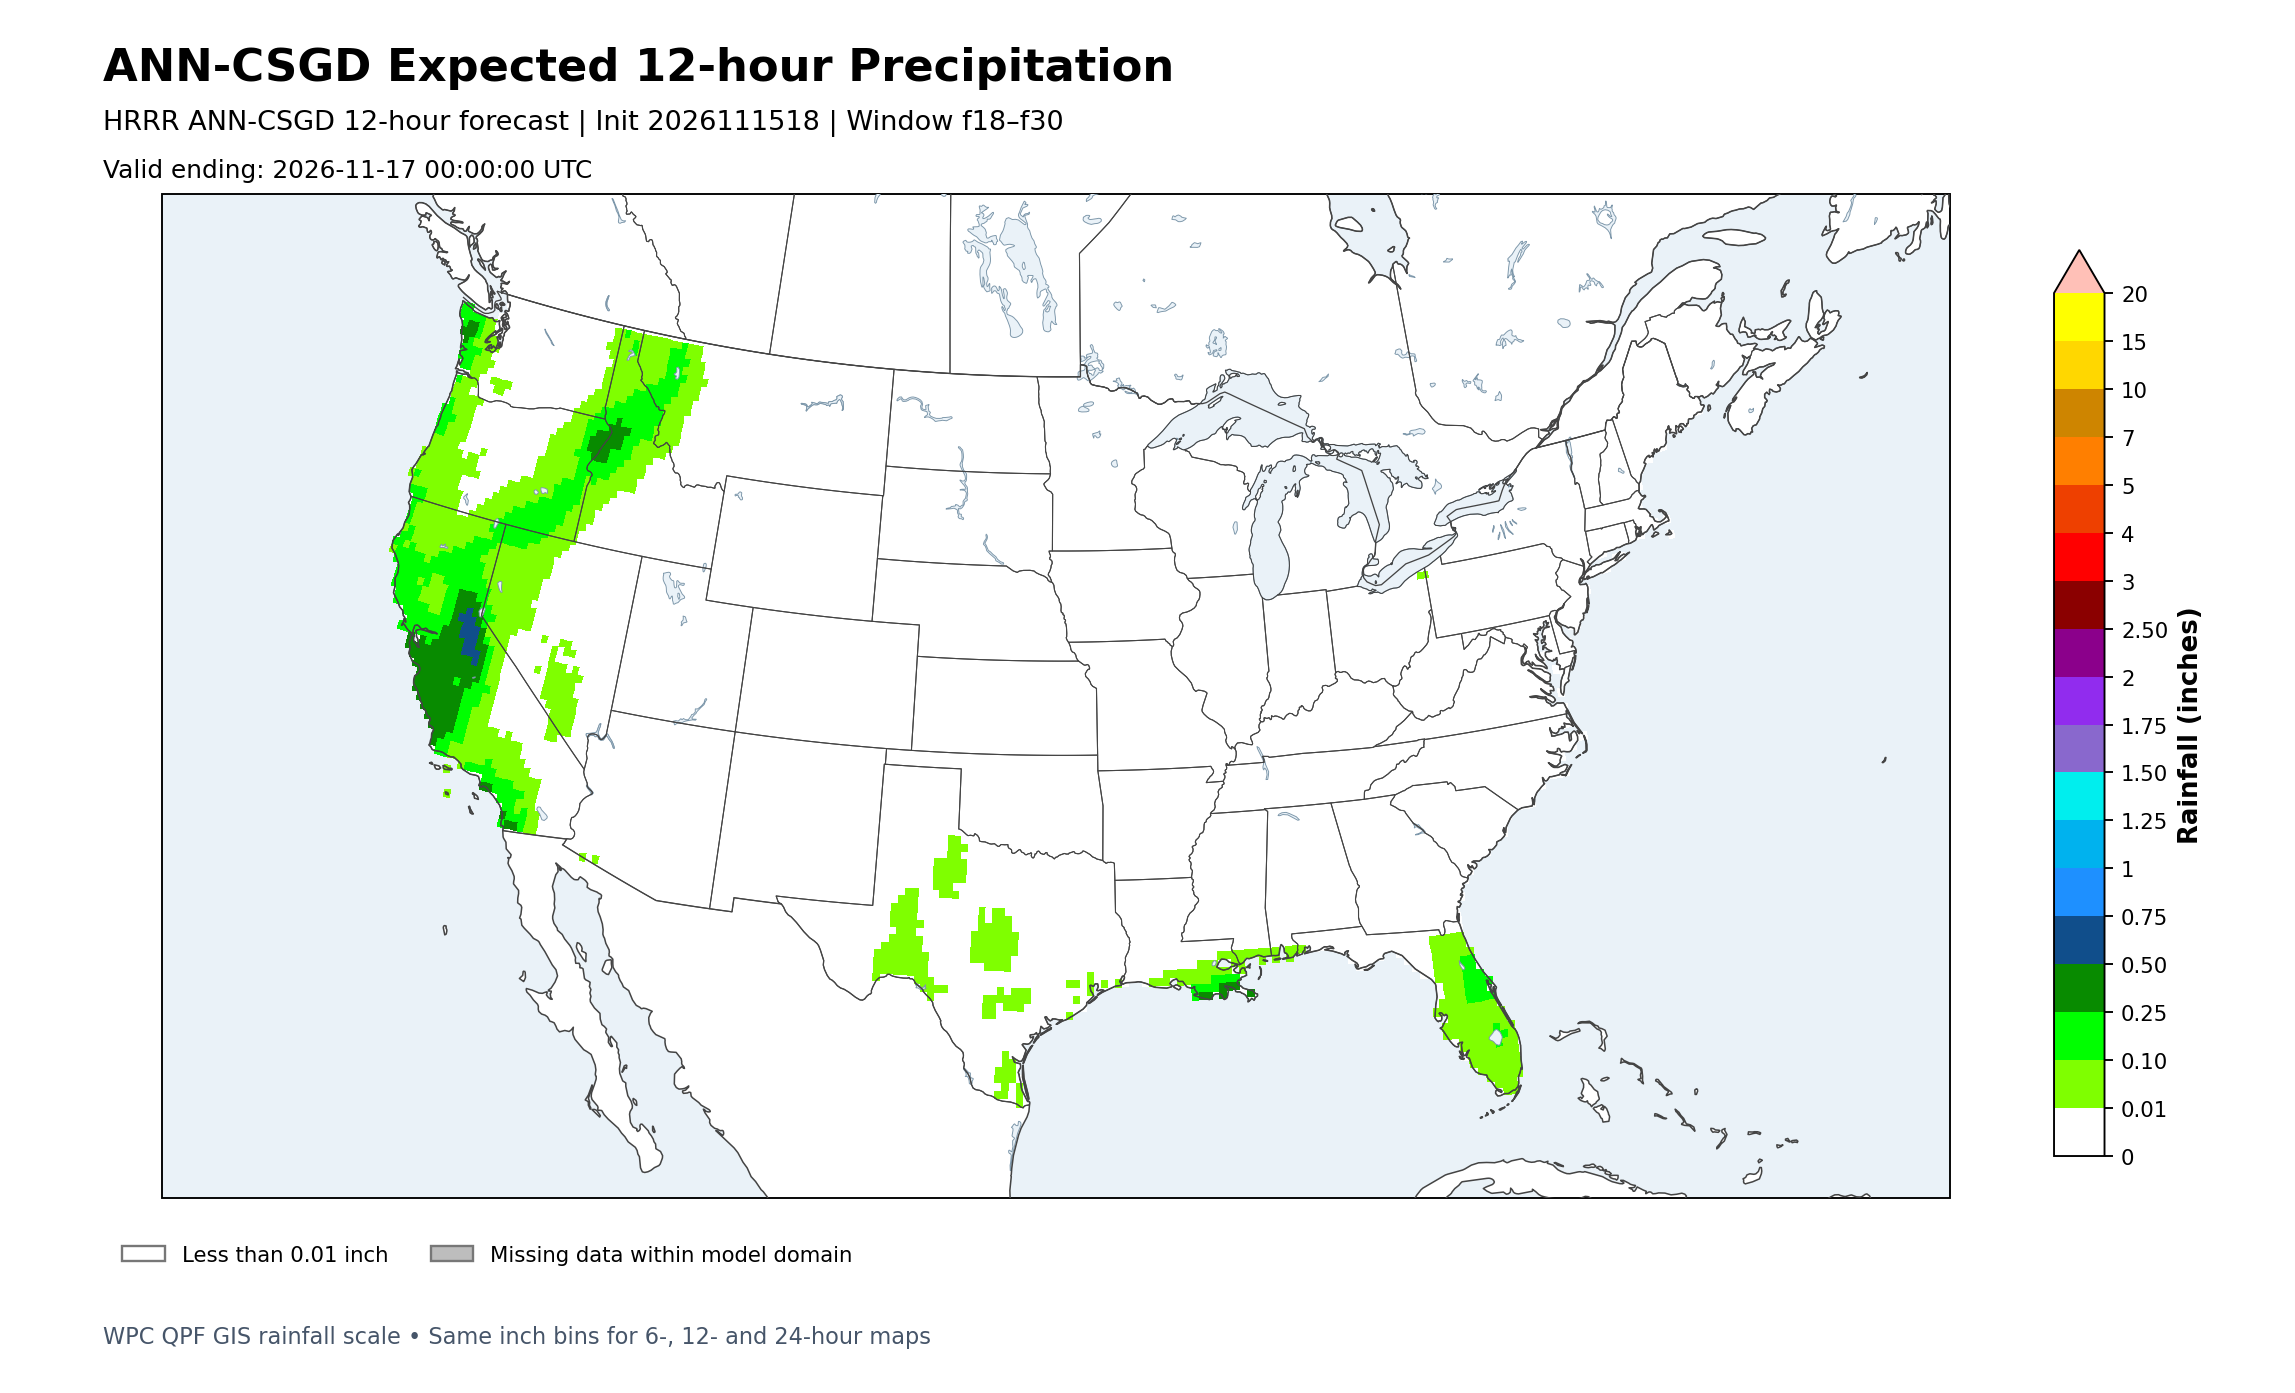 ANN-CSGD Expected 12-hour Precipitation
HRRR ANN-CSGD 12-hour forecast | Init 2026111518 | Window f18–f30
Valid ending: 2026-11-17 00:00:00 UTC
20
15
10
7
5
4
3
2.50
2
1.75
1.50
1.25
1
0.75
0.50
0.25
0.10
0.01
0
Rainfall (inches)
Less than 0.01 inch
Missing data within model domain
WPC QPF GIS rainfall scale • Same inch bins for 6-, 12- and 24-hour maps